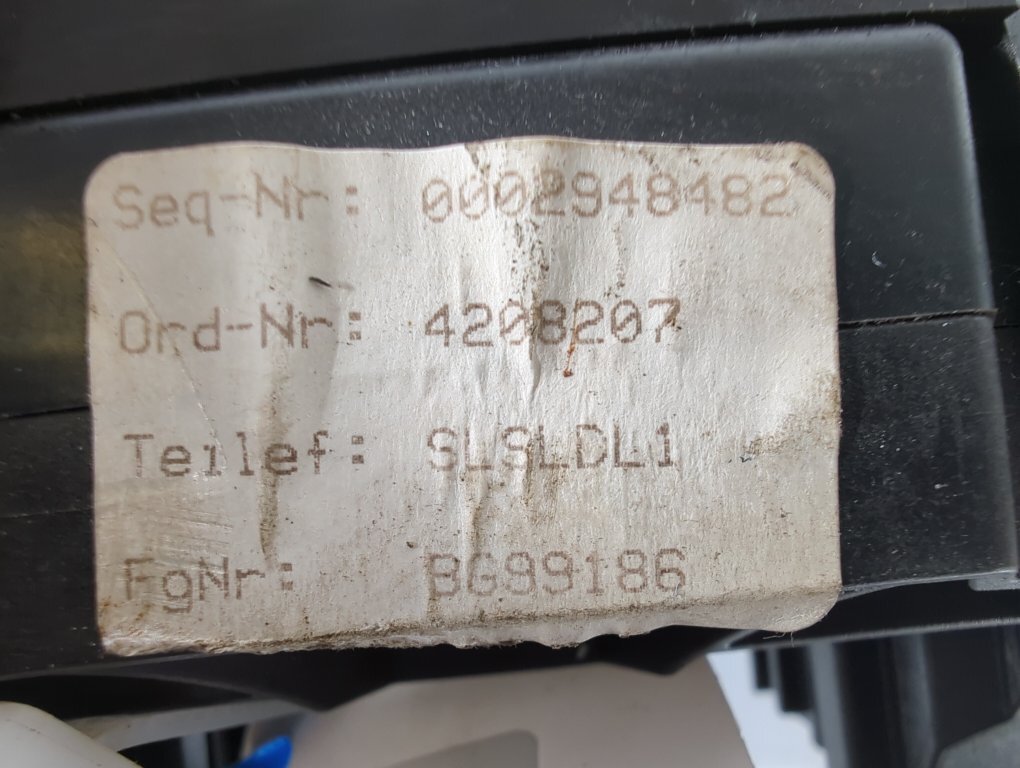 Seq-Nr: 0002948482
Ord-Nr: 4208207
Teilef: SLSLDL1
FgNr: BG99186